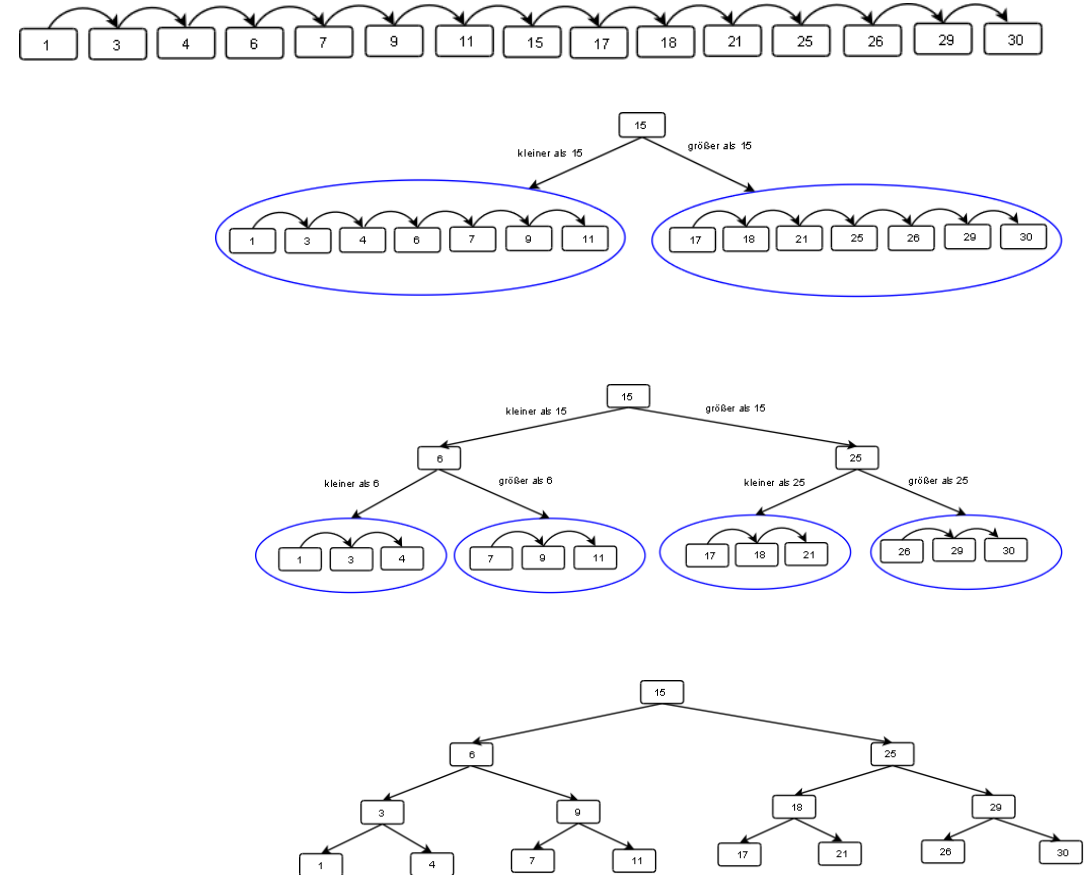 1 3 4 6 7 9 11 15 17 18 21 25 26 29 30
15
kleiner als 15 größer als 15
1 3 4 6 7 9 11 17 18 21 25 26 29 30
15
kleiner als 15 größer als 15
6 25
kleiner als 6 größer als 6 kleiner als 25 größer als 25
1 3 4 7 9 11 17 18 21 26 29 30
15
6 25
3 9 18 29
1 4 7 11 17 21 26 30